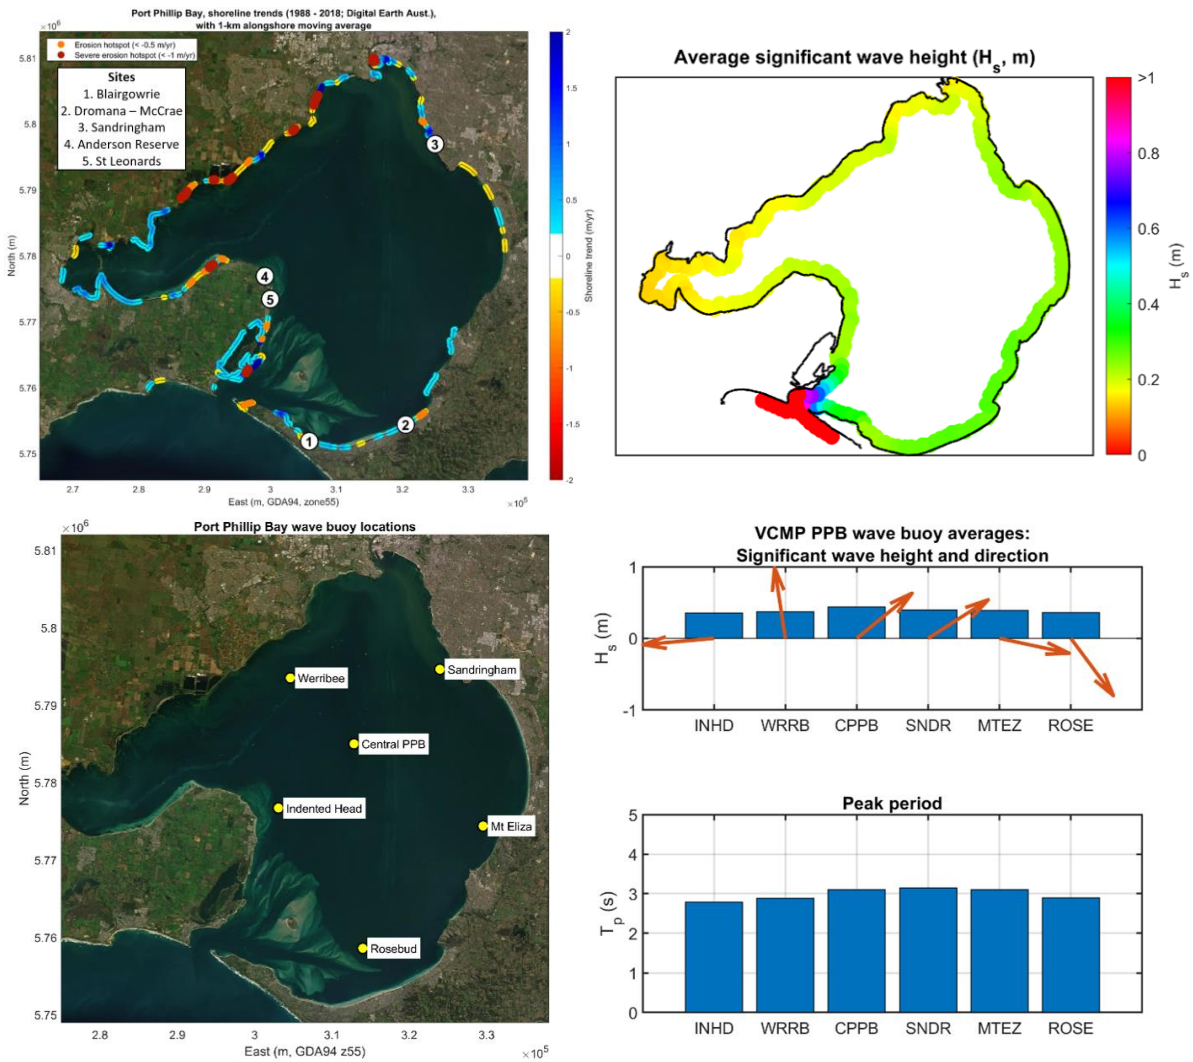 Port Phillip Bay, shoreline trends (1988 - 2018; Digital Earth Aust.),
with 1-km alongshore moving average
×10⁶
Erosion hotspot (< -0.5 m/yr)
Severe erosion hotspot (< -1 m/yr)
Sites
1. Blairgowrie
2. Dromana – McCrae
3. Sandringham
4. Anderson Reserve
5. St Leonards
5.81
5.8
5.79
5.78
5.77
5.76
5.75
North (m)
3
4
5
2
1
2.7
2.8
2.9
3
3.1
3.2
3.3
×10⁵
East (m, GDA94, zone55)
2
1.5
1
0.5
0
-0.5
-1
-1.5
-2
Shoreline trend (m/yr)
Average significant wave height (Hₛ, m)
>1
0.8
0.6
0.4
0.2
0
Hₛ (m)
Port Phillip Bay wave buoy locations
×10⁶
5.81
5.8
5.79
5.78
5.77
5.76
5.75
North (m)
Sandringham
Werribee
Central PPB
Indented Head
Mt Eliza
Rosebud
2.8
2.9
3
3.1
3.2
3.3
East (m, GDA94 z55)
×10⁵
VCMP PPB wave buoy averages:
Significant wave height and direction
1
0
-1
Hₛ (m)
INHD WRRB CPPB SNDR MTEZ ROSE
Peak period
5
4
3
2
1
0
Tₚ (s)
INHD WRRB CPPB SNDR MTEZ ROSE